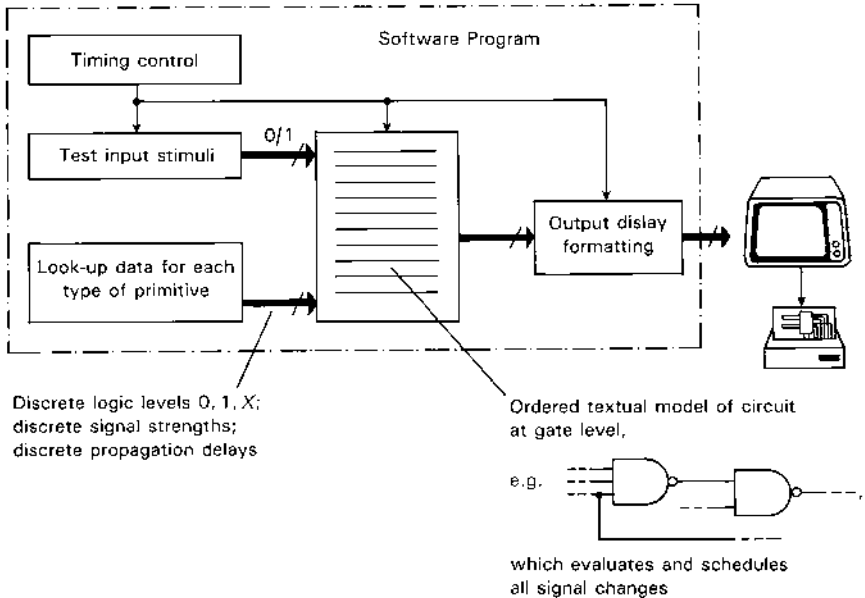 Software Program
Timing control
0/1
Test input stimuli
Output dislay
formatting
Look-up data for each
type of primitive
Discrete logic levels 0, 1, X;
discrete signal strengths;
discrete propagation delays
Ordered textual model of circuit
at gate level,
e.g.
,
which evaluates and schedules
all signal changes